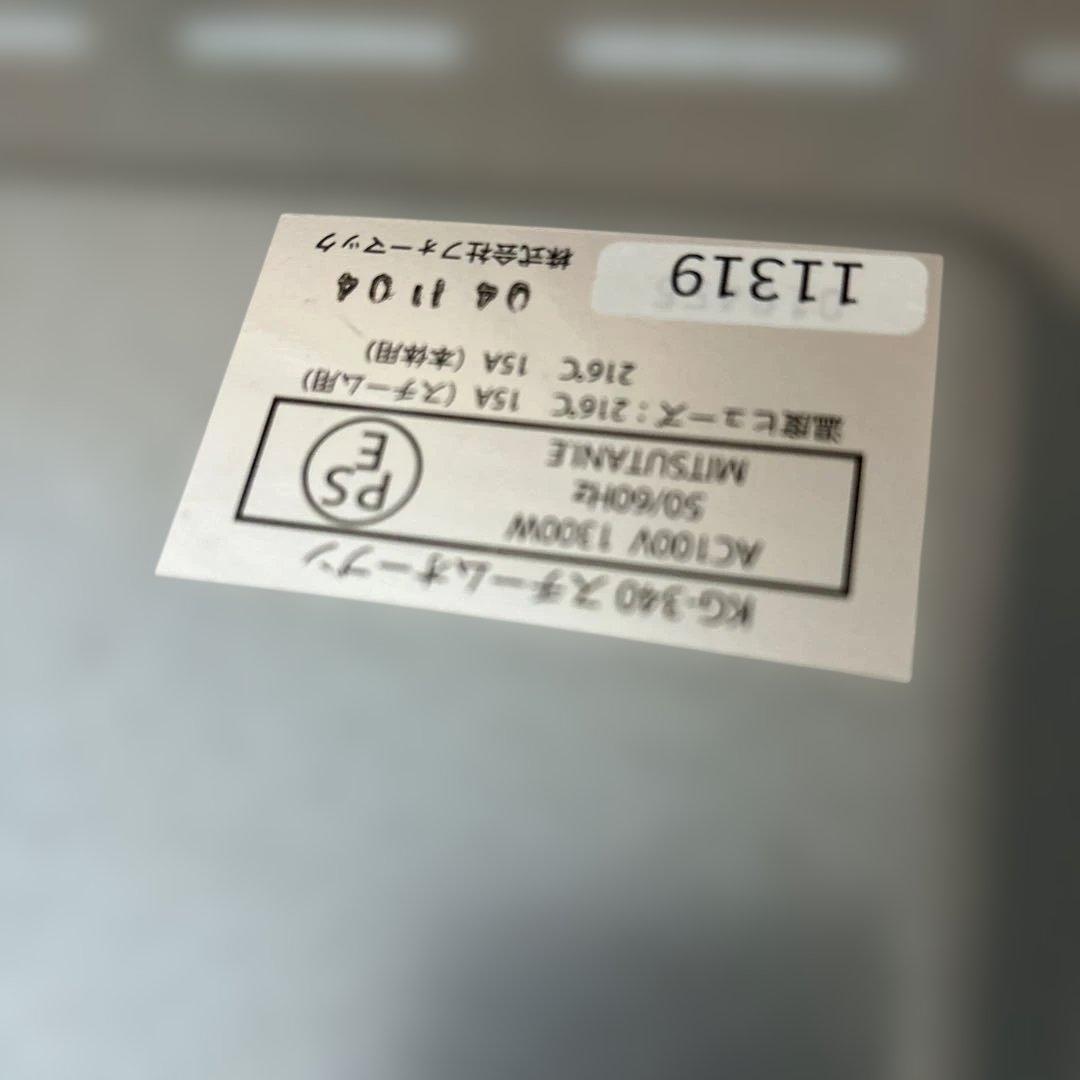 KG-340 スチームオーブン
AC100V 1300W
50/60Hz
MITSUTANI.E
PS
E
温度ヒューズ：216℃ 15A（スチーム用）
216℃ 15A（本体用）
11319
04 11 04
株式会社フォーマック